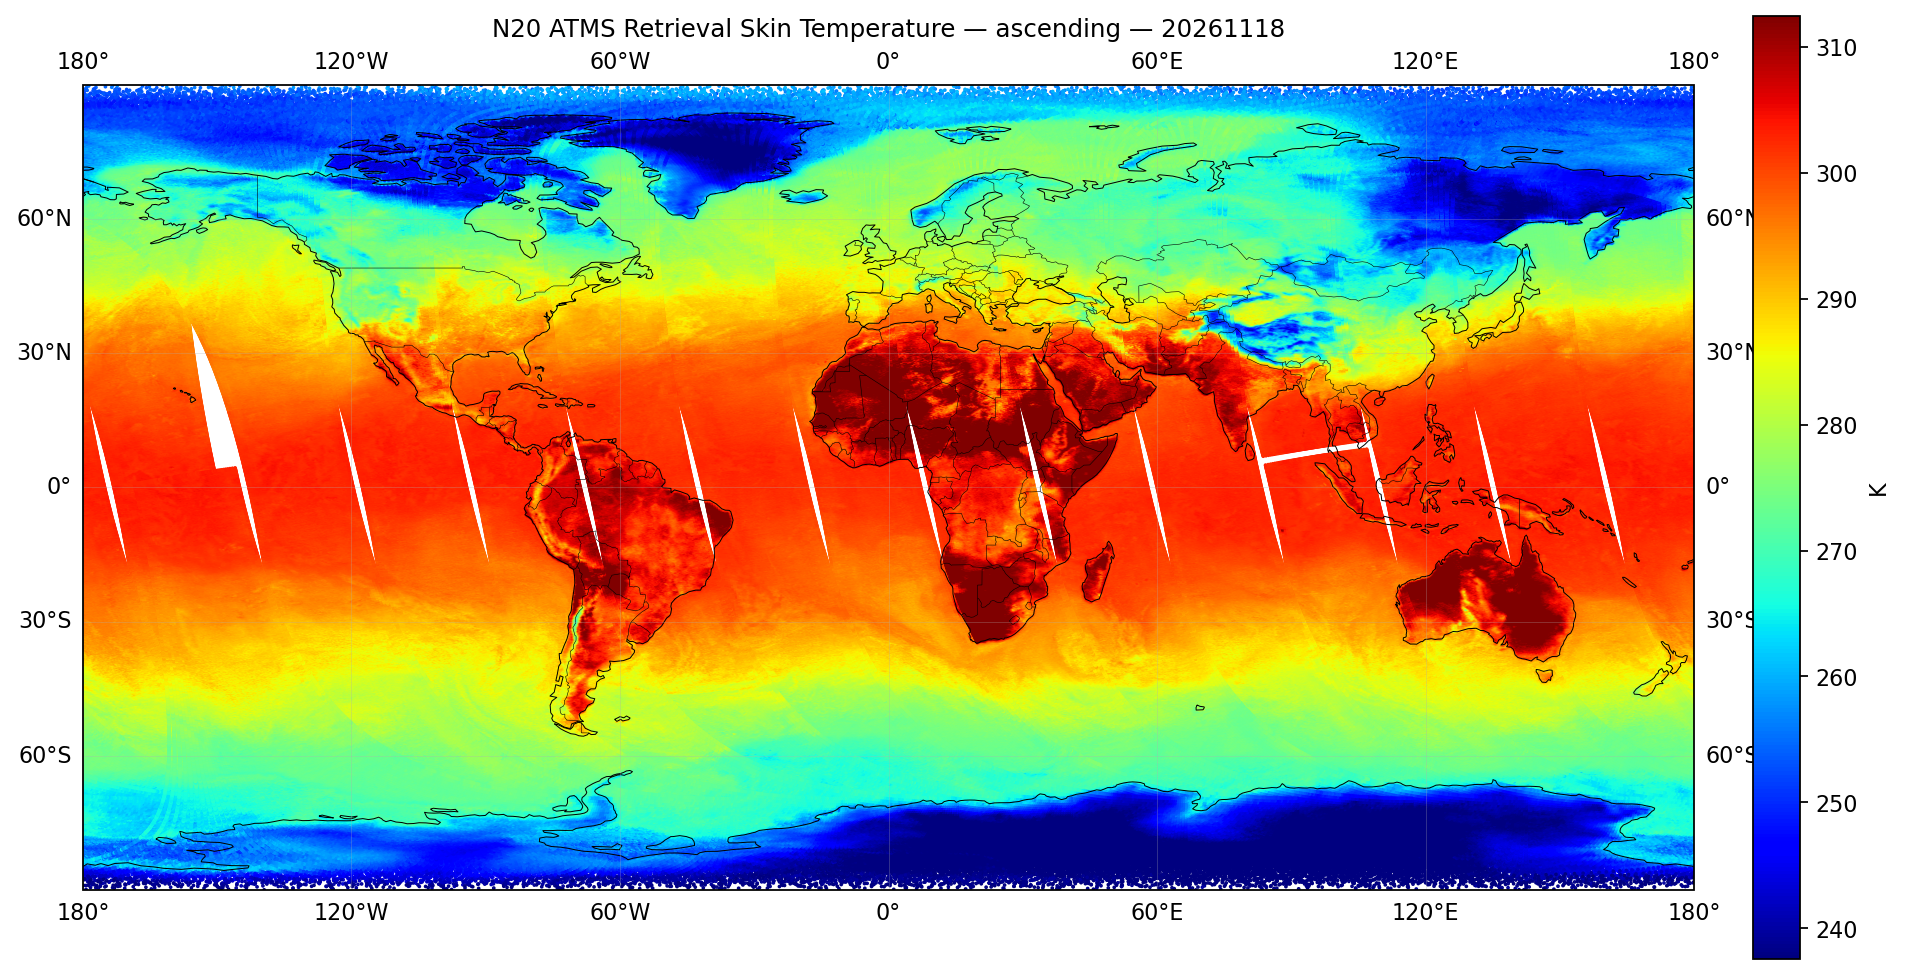 N20 ATMS Retrieval Skin Temperature — ascending — 20261118
180° 120°W 60°W 0° 60°E 120°E 180°
310
300
290
280
270
260
250
240
K
60°N 60°N
30°N 30°N
0° 0°
30°S 30°S
60°S 60°S
180° 120°W 60°W 0° 60°E 120°E 180°